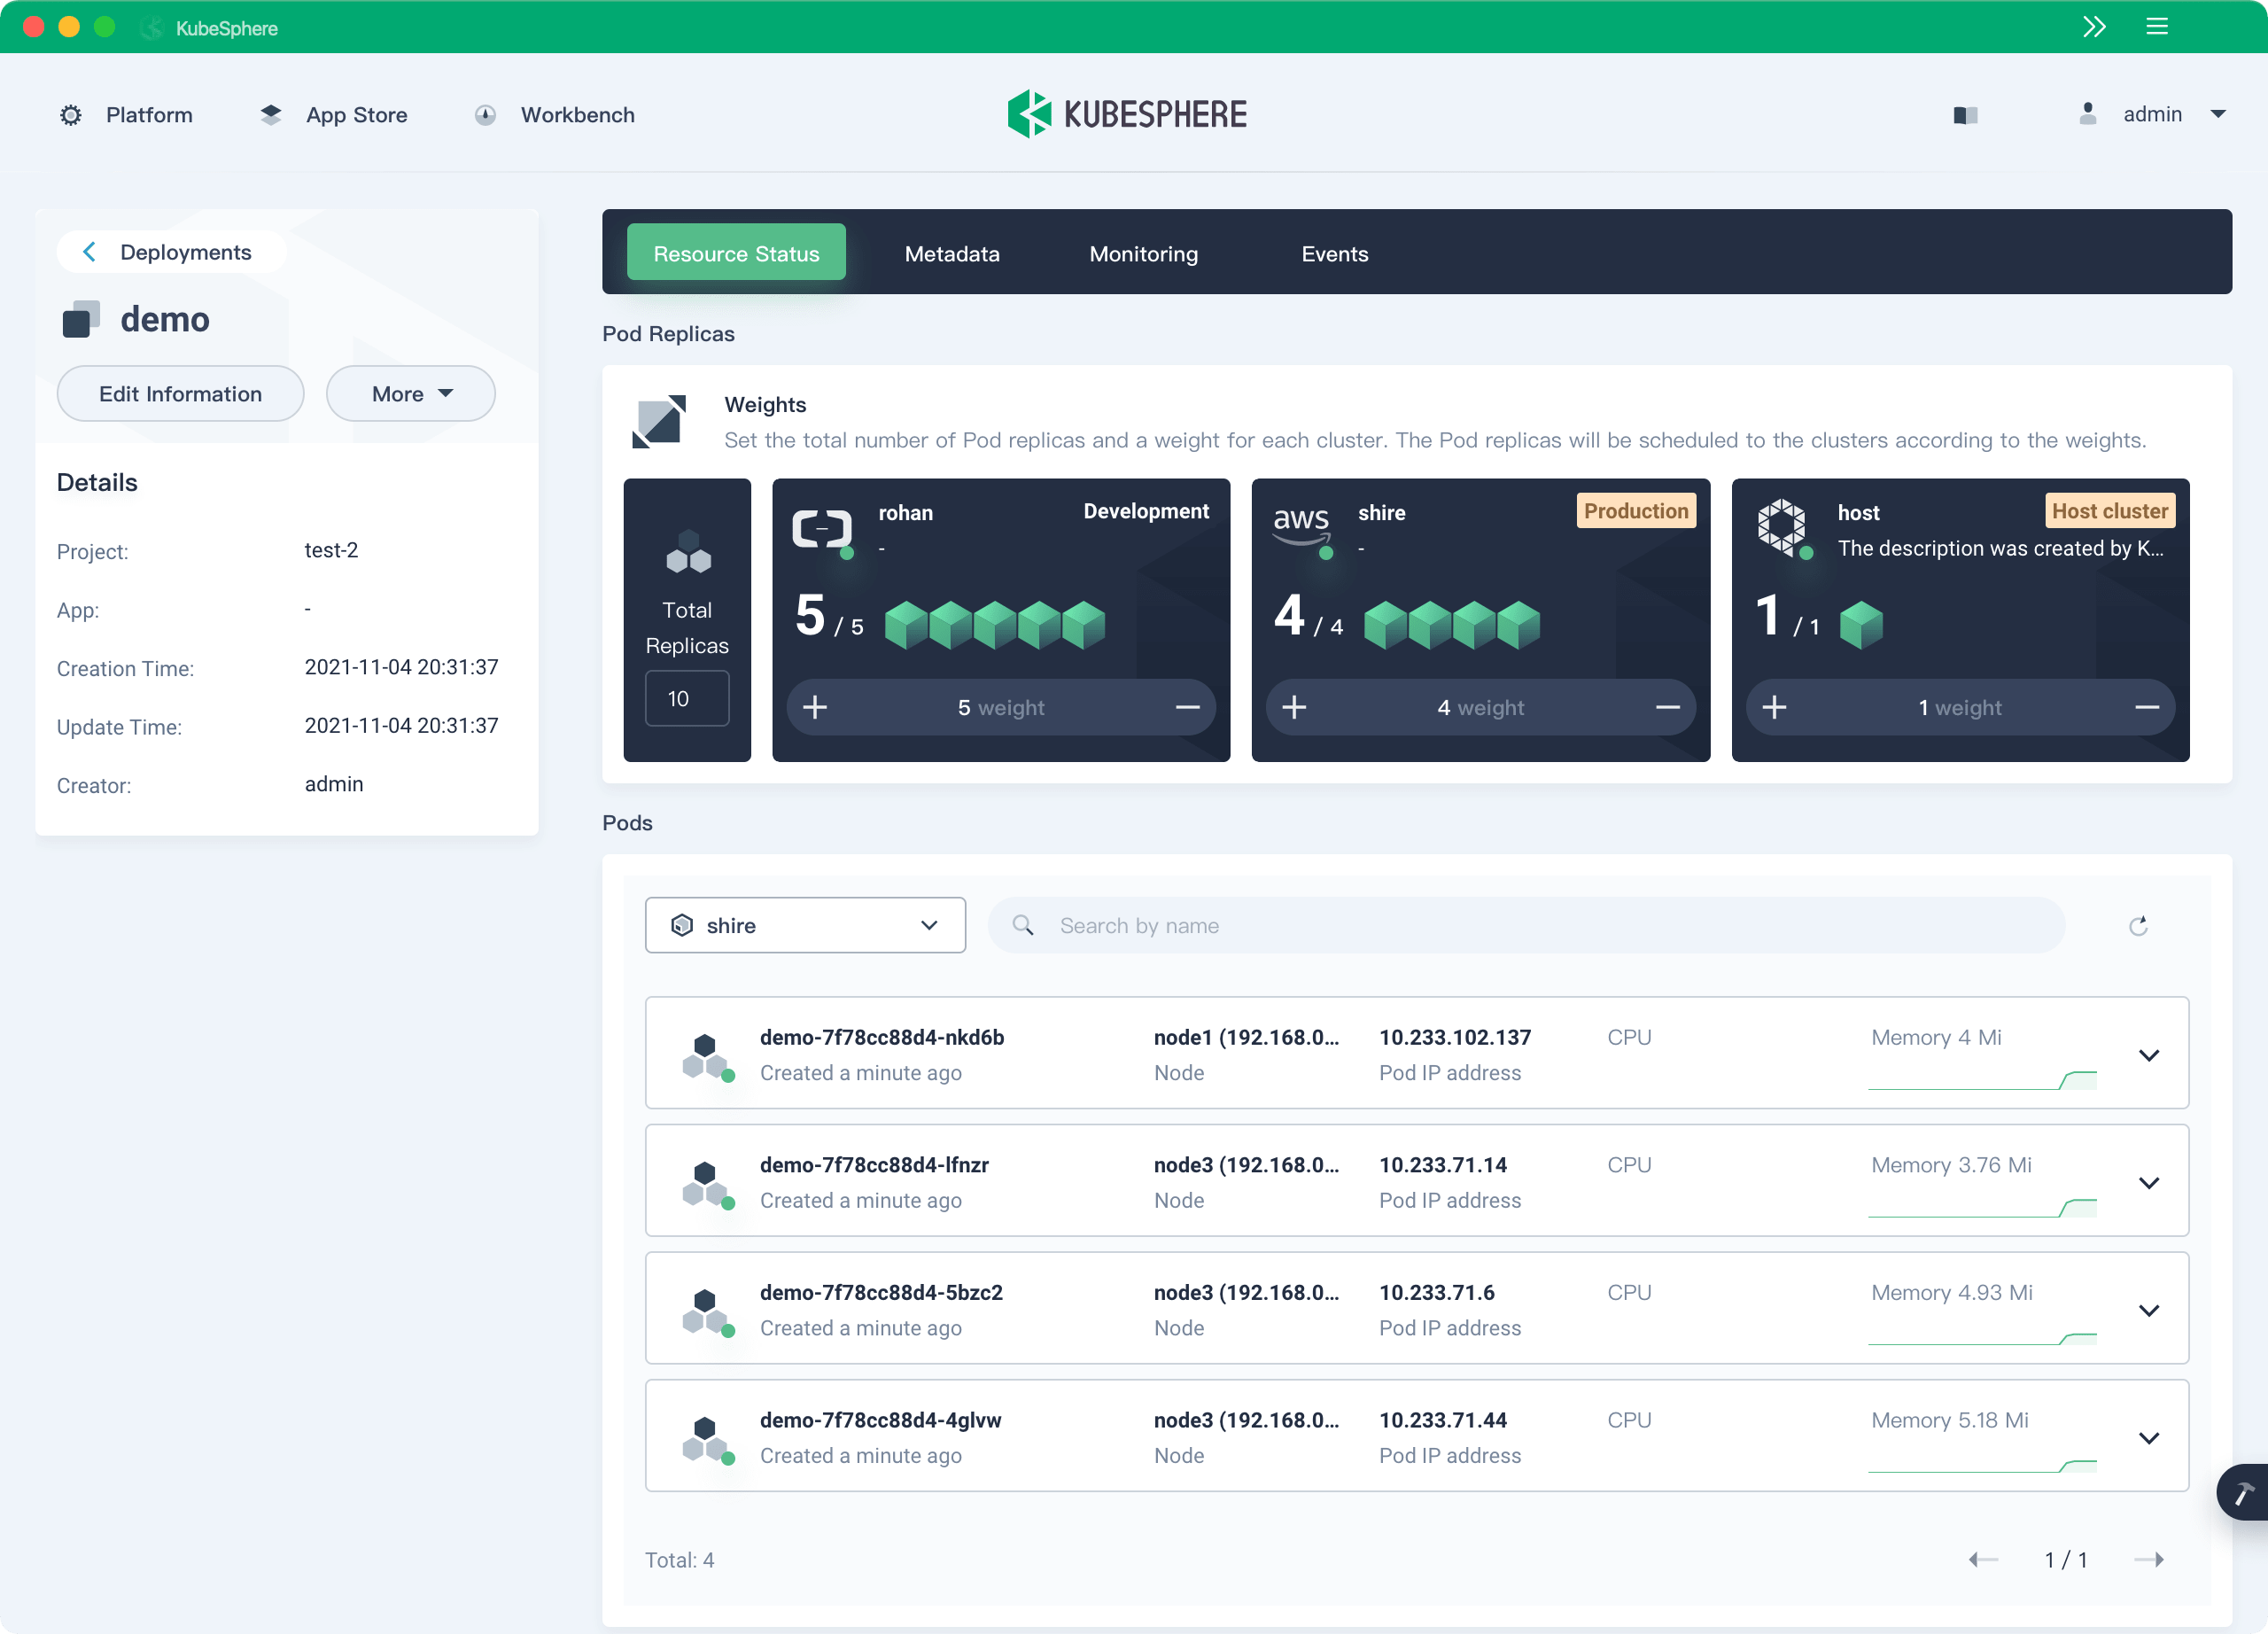 KubeSphere
Platform
App Store
Workbench
KUBESPHERE
admin
Deployments
demo
Edit Information
More
Details
Project: test-2
App: -
Creation Time: 2021-11-04 20:31:37
Update Time: 2021-11-04 20:31:37
Creator: admin
Resource Status
Metadata
Monitoring
Events
Pod Replicas
Weights
Set the total number of Pod replicas and a weight for each cluster. The Pod replicas will be scheduled to the clusters according to the weights.
Total
Replicas
10
rohan
Development
-
5 / 5
5 weight
aws
shire
Production
-
4 / 4
4 weight
host
Host cluster
The description was created by K...
1 / 1
1 weight
Pods
shire
Search by name
demo-7f78cc88d4-nkd6b
Created a minute ago
node1 (192.168.0...
Node
10.233.102.137
Pod IP address
CPU
Memory 4 Mi
demo-7f78cc88d4-lfnzr
Created a minute ago
node3 (192.168.0...
Node
10.233.71.14
Pod IP address
CPU
Memory 3.76 Mi
demo-7f78cc88d4-5bzc2
Created a minute ago
node3 (192.168.0...
Node
10.233.71.6
Pod IP address
CPU
Memory 4.93 Mi
demo-7f78cc88d4-4glvw
Created a minute ago
node3 (192.168.0...
Node
10.233.71.44
Pod IP address
CPU
Memory 5.18 Mi
Total: 4
1 / 1